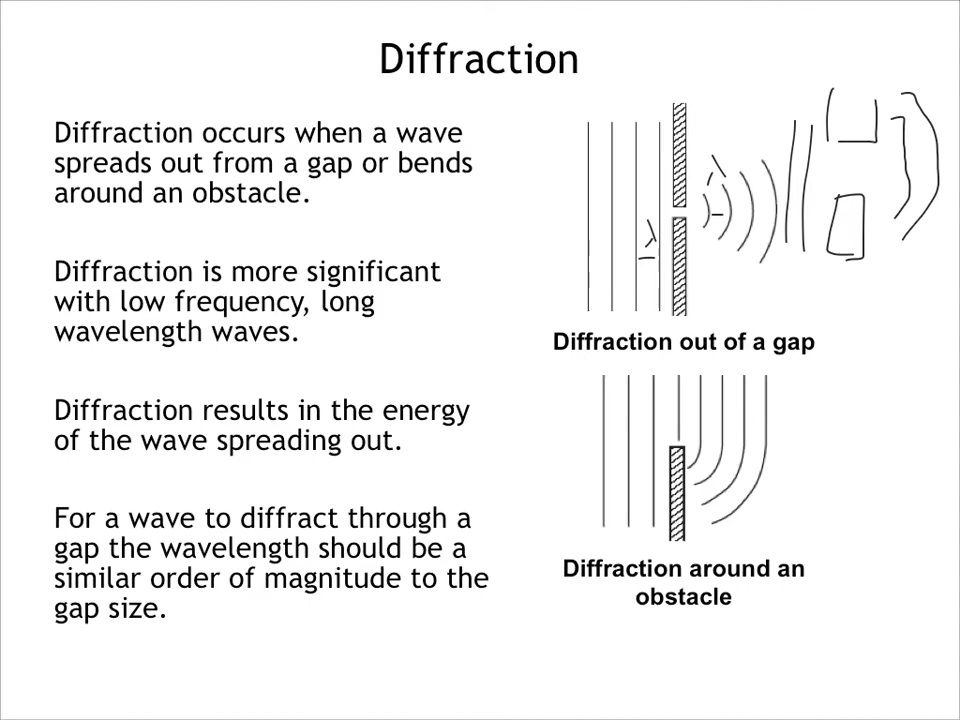 Diffraction
Diffraction occurs when a wave
spreads out from a gap or bends
around an obstacle.
Diffraction is more significant
with low frequency, long
wavelength waves.
Diffraction results in the energy
of the wave spreading out.
For a wave to diffract through a
gap the wavelength should be a
similar order of magnitude to the
gap size.
λ
λ
Diffraction out of a gap
Diffraction around an
obstacle